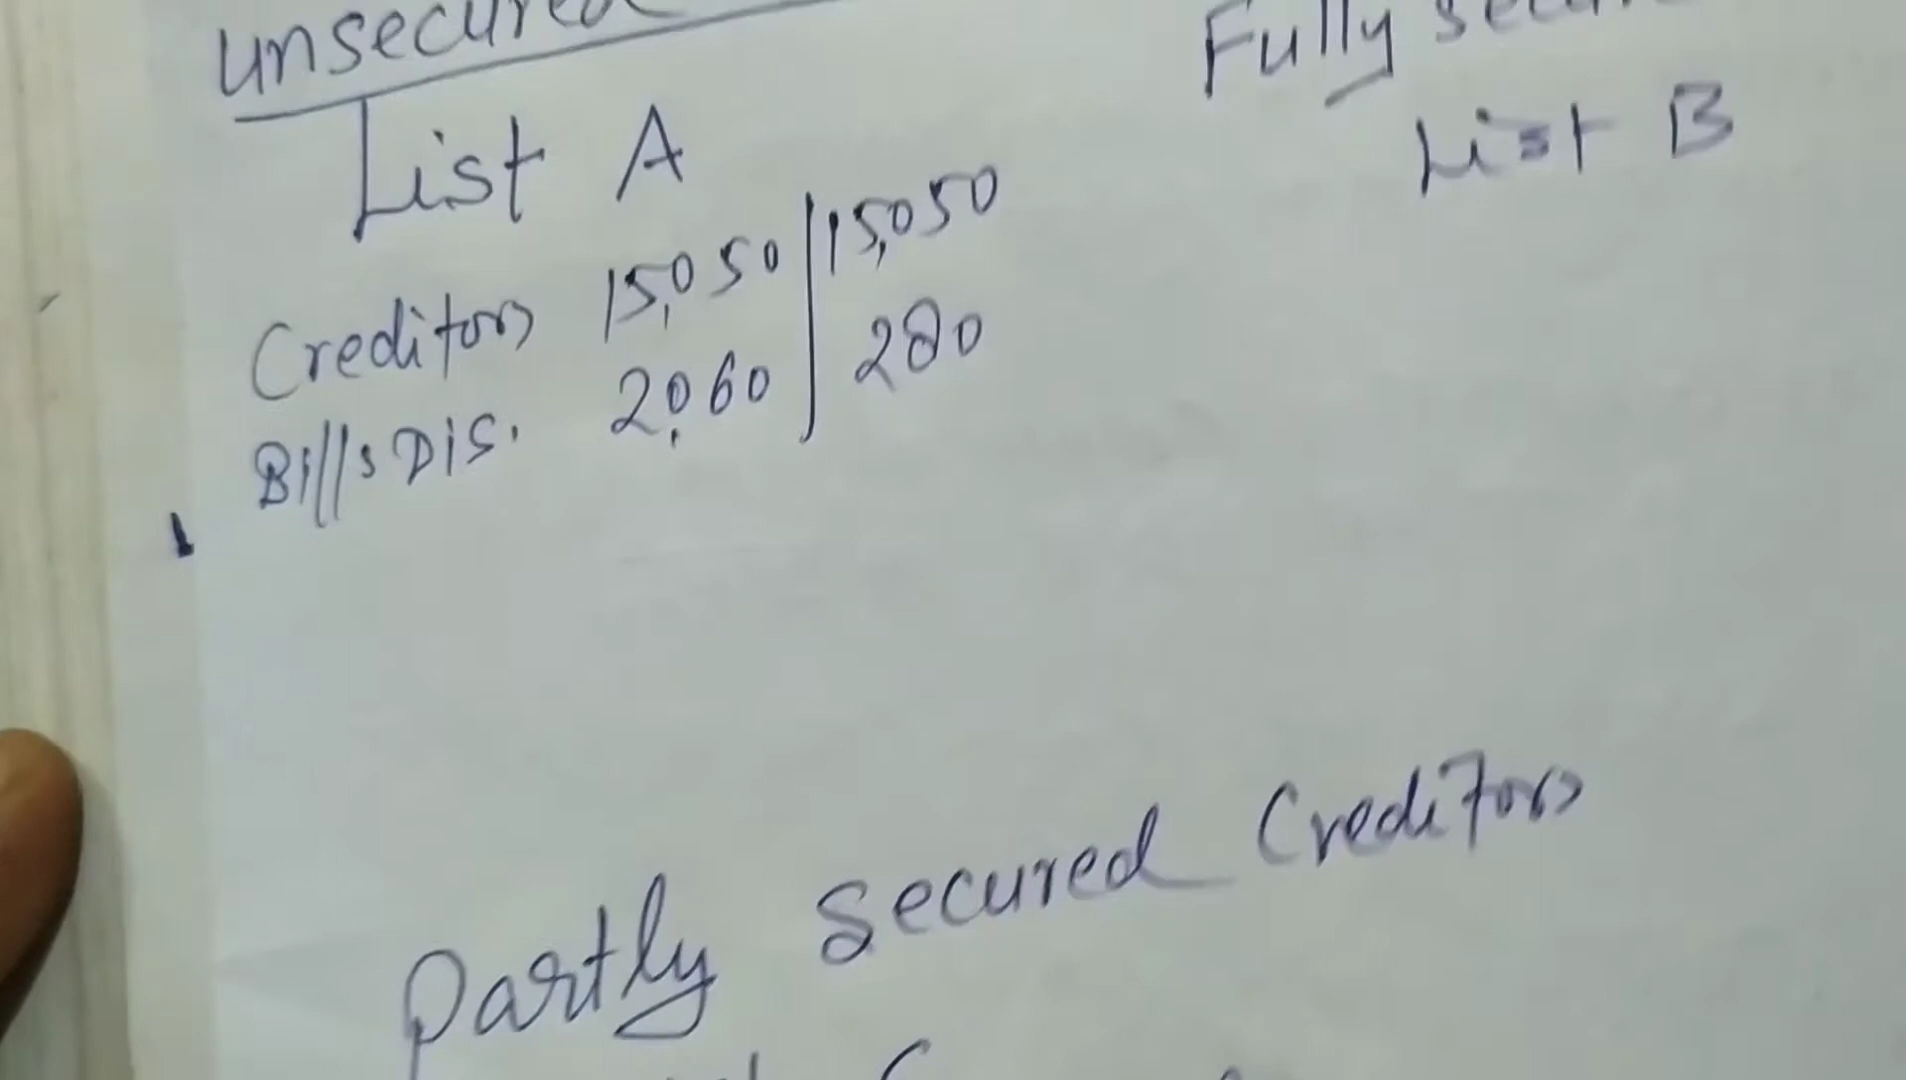 unsecured
Fully
List A
List B
Creditors 15,050 15,050
Bills Dis. 2,060 280
Partly secured Creditors